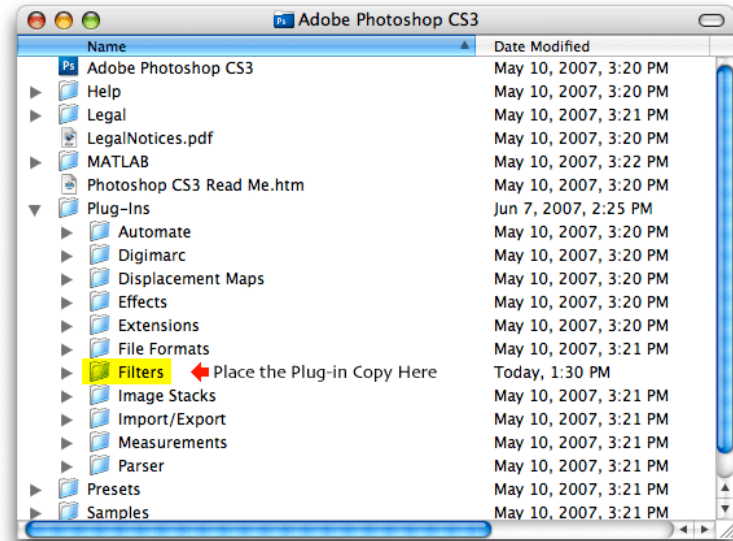 Adobe Photoshop CS3
Name Date Modified
Ps Adobe Photoshop CS3 May 10, 2007, 3:20 PM
Help May 10, 2007, 3:20 PM
Legal May 10, 2007, 3:21 PM
LegalNotices.pdf May 10, 2007, 3:20 PM
MATLAB May 10, 2007, 3:22 PM
Photoshop CS3 Read Me.htm May 10, 2007, 3:20 PM
Plug-Ins Jun 7, 2007, 2:25 PM
Automate May 10, 2007, 3:20 PM
Digimarc May 10, 2007, 3:20 PM
Displacement Maps May 10, 2007, 3:20 PM
Effects May 10, 2007, 3:20 PM
Extensions May 10, 2007, 3:20 PM
File Formats May 10, 2007, 3:21 PM
Filters Place the Plug-in Copy Here Today, 1:30 PM
Image Stacks May 10, 2007, 3:21 PM
Import/Export May 10, 2007, 3:21 PM
Measurements May 10, 2007, 3:21 PM
Parser May 10, 2007, 3:21 PM
Presets May 10, 2007, 3:21 PM
Samples May 10, 2007, 3:21 PM